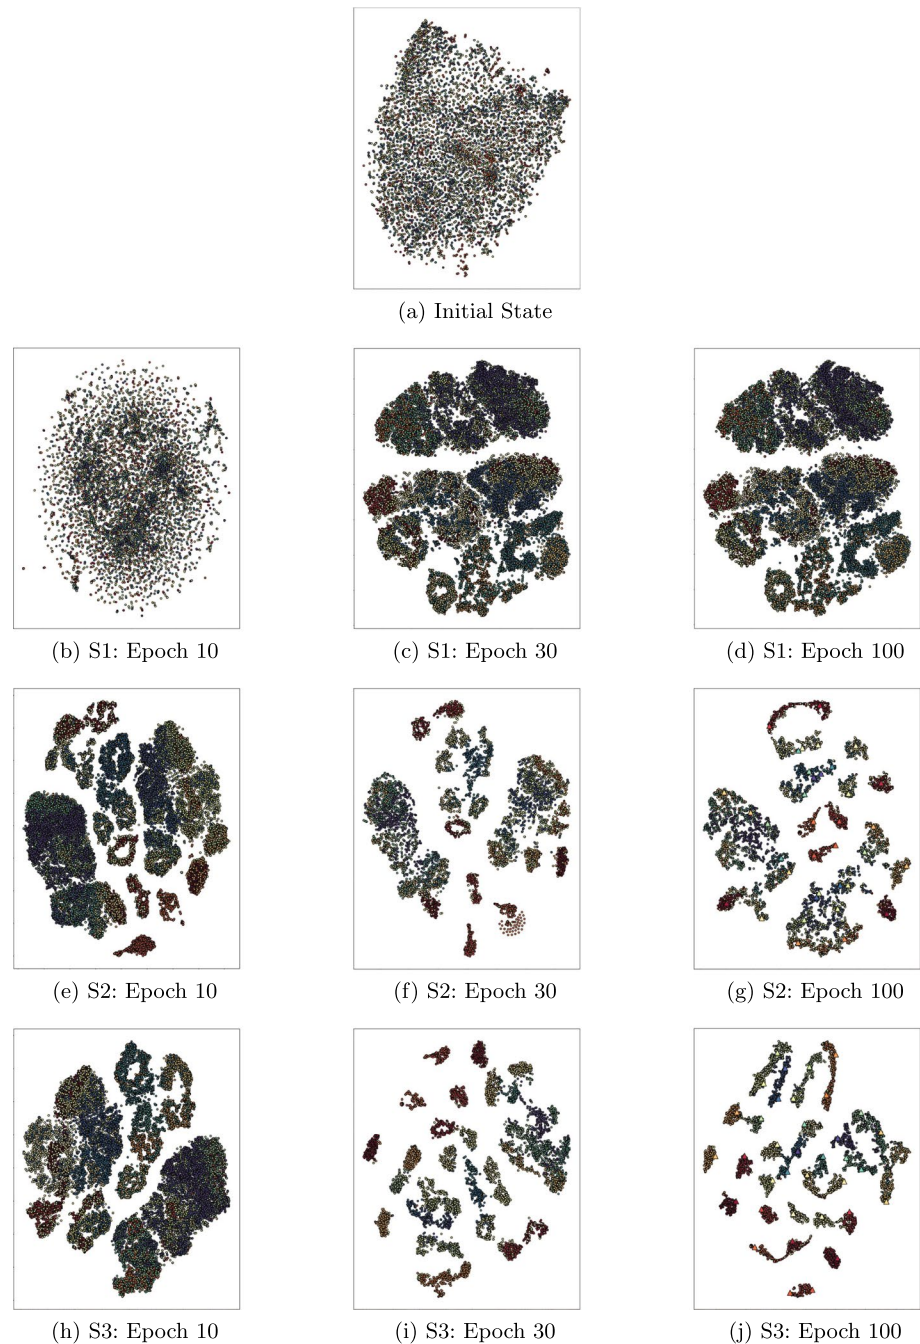 (a) Initial State
(b) S1: Epoch 10
(c) S1: Epoch 30
(d) S1: Epoch 100
(e) S2: Epoch 10
(f) S2: Epoch 30
(g) S2: Epoch 100
(h) S3: Epoch 10
(i) S3: Epoch 30
(j) S3: Epoch 100